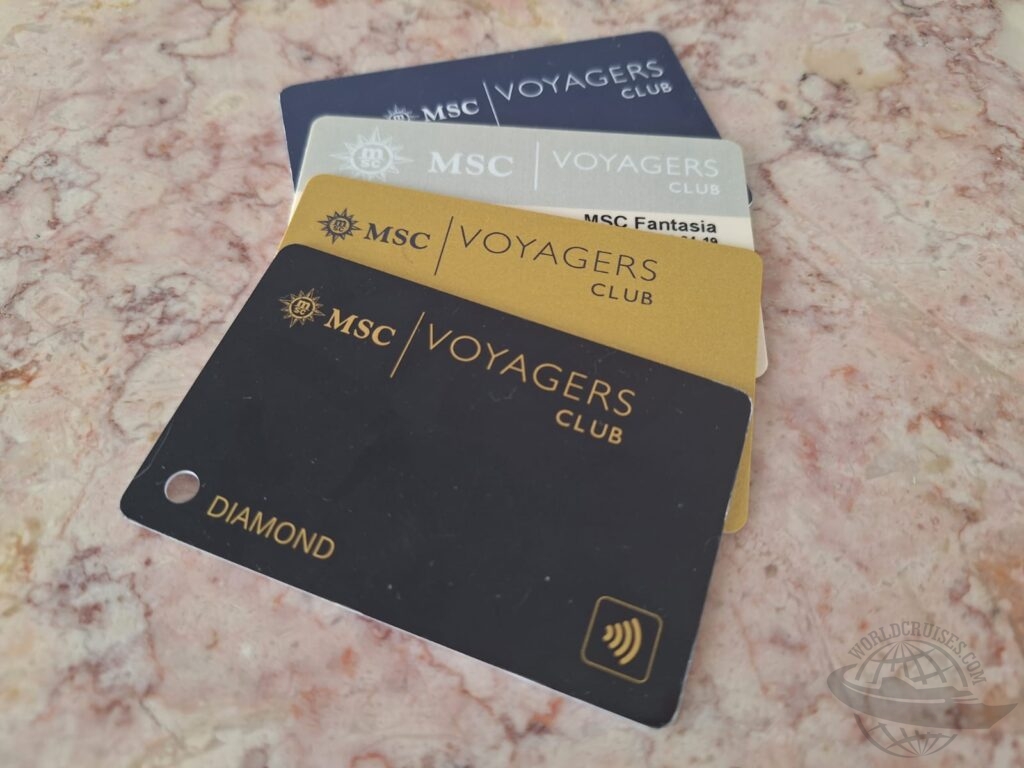 MSC VOYAGERS
CLUB
MSC VOYAGERS
CLUB
MSC Fantasia
MSC VOYAGERS
CLUB
MSC VOYAGERS
CLUB
DIAMOND
WORLDCRUISES.COM